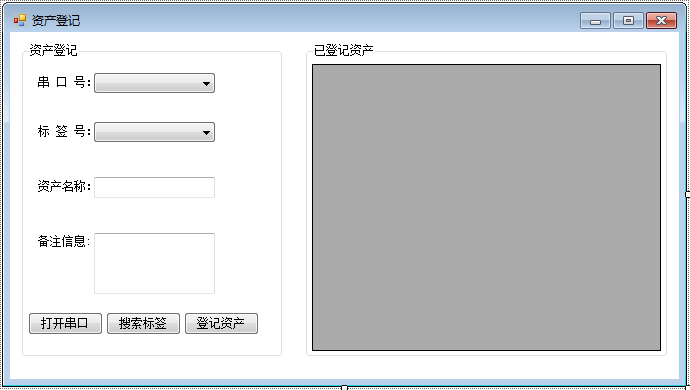 资产登记
资产登记
串 口 号:
标 签 号:
资产名称:
备注信息:
打开串口 搜索标签 登记资产
已登记资产